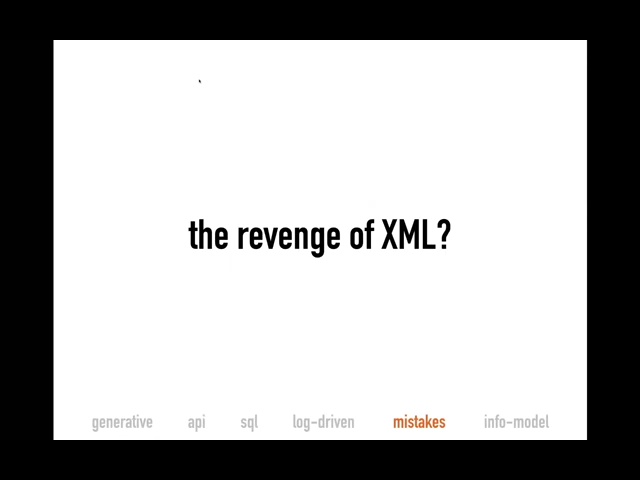 the revenge of XML?
generative api sql log-driven mistakes info-model